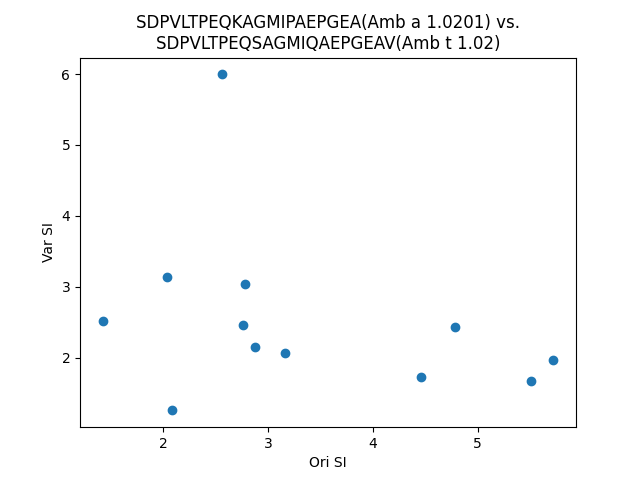 SDPVLTPEQKAGMIPAEPGEA(Amb a 1.0201) vs.
SDPVLTPEQSAGMIQAEPGEAV(Amb t 1.02)
6
5
4
3
2
Var SI
2
3
4
5
Ori SI